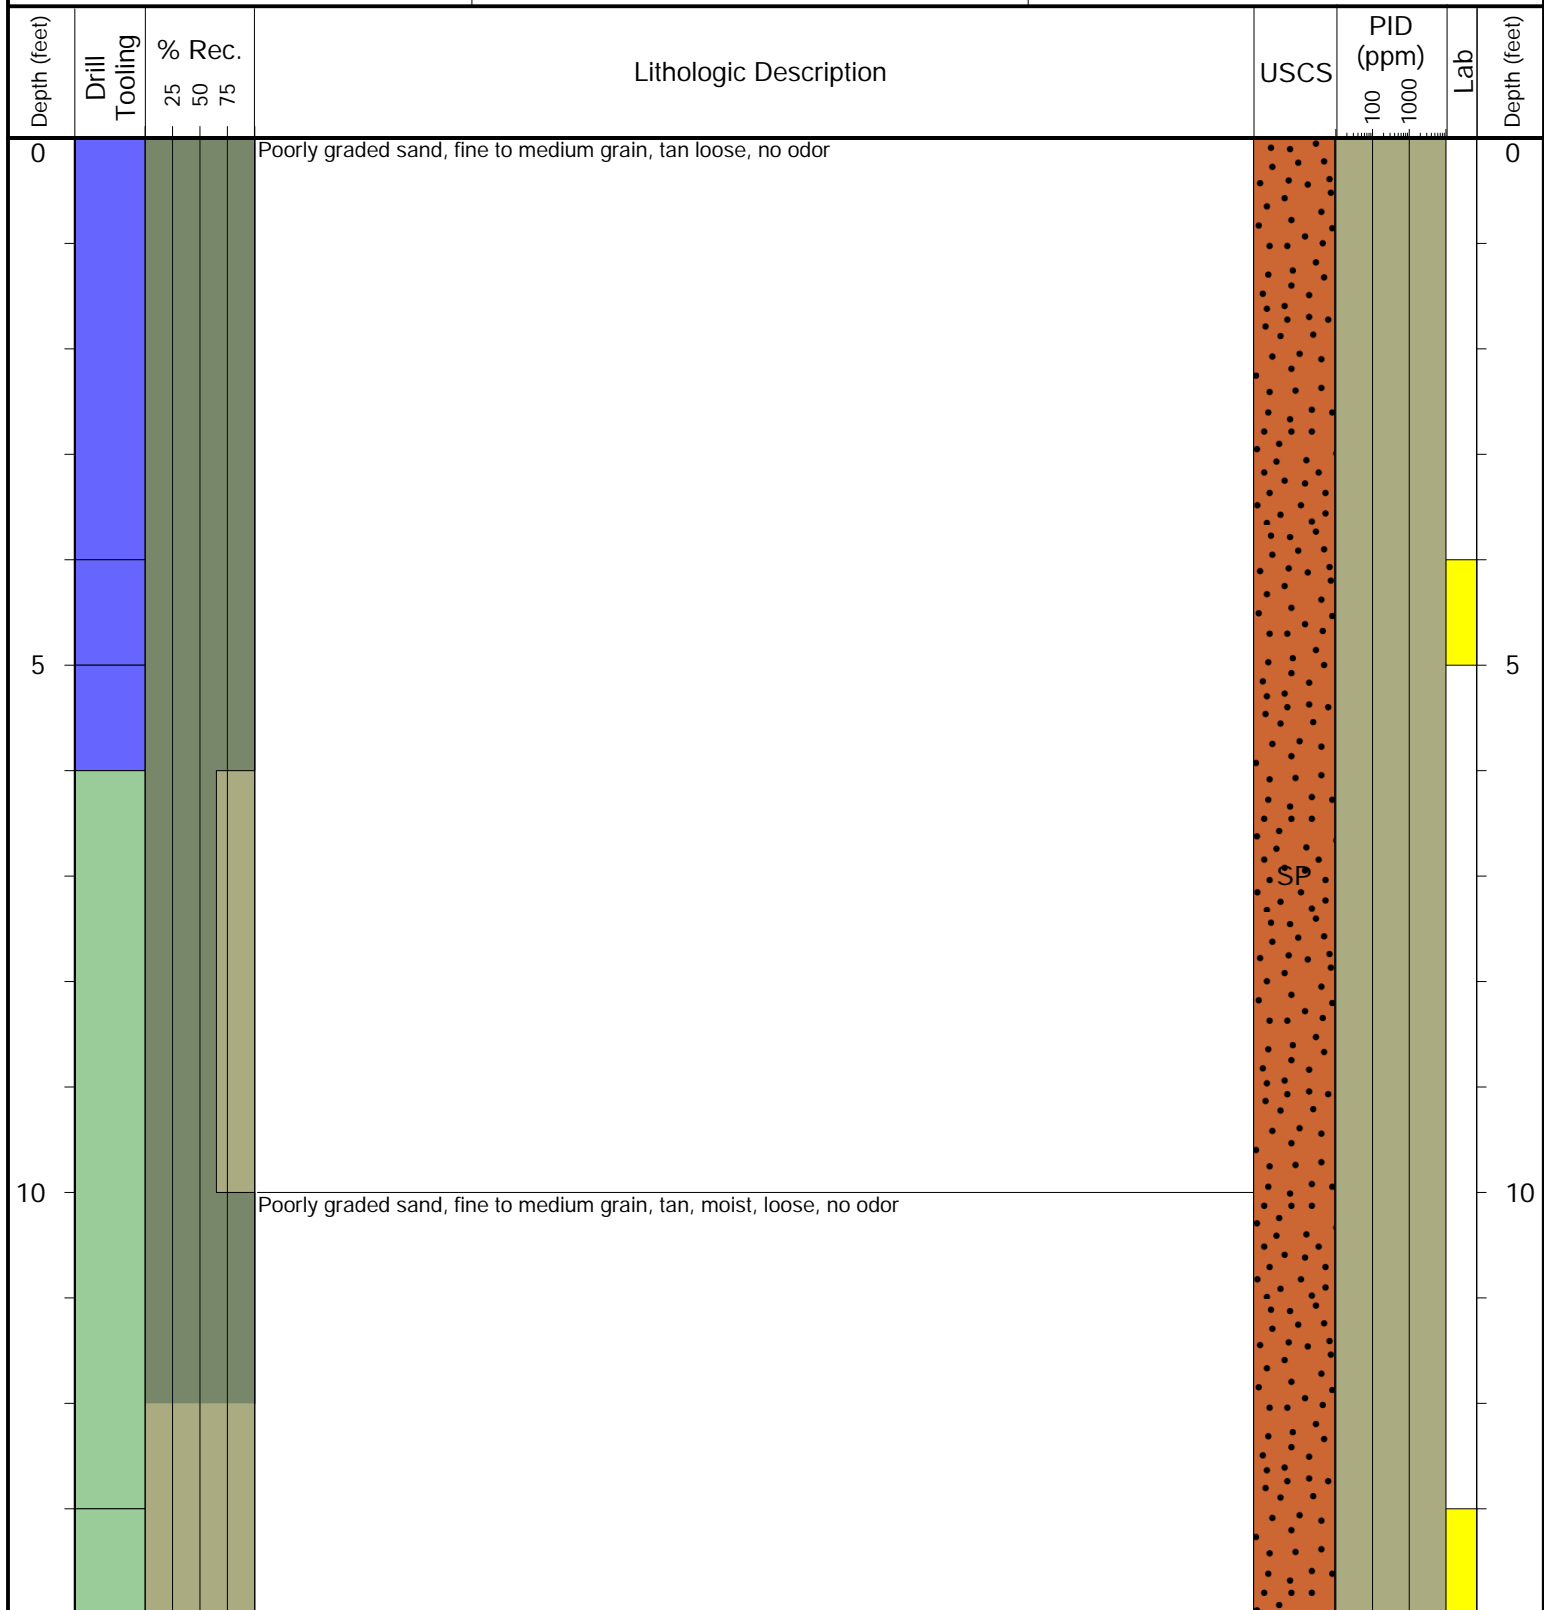 Depth (feet)
Drill
Tooling
% Rec.
25
50
75
Lithologic Description
USCS
PID
(ppm)
100
1000
Lab
Depth (feet)
0
Poorly graded sand, fine to medium grain, tan loose, no odor
0
5
5
SP
10
10
Poorly graded sand, fine to medium grain, tan, moist, loose, no odor